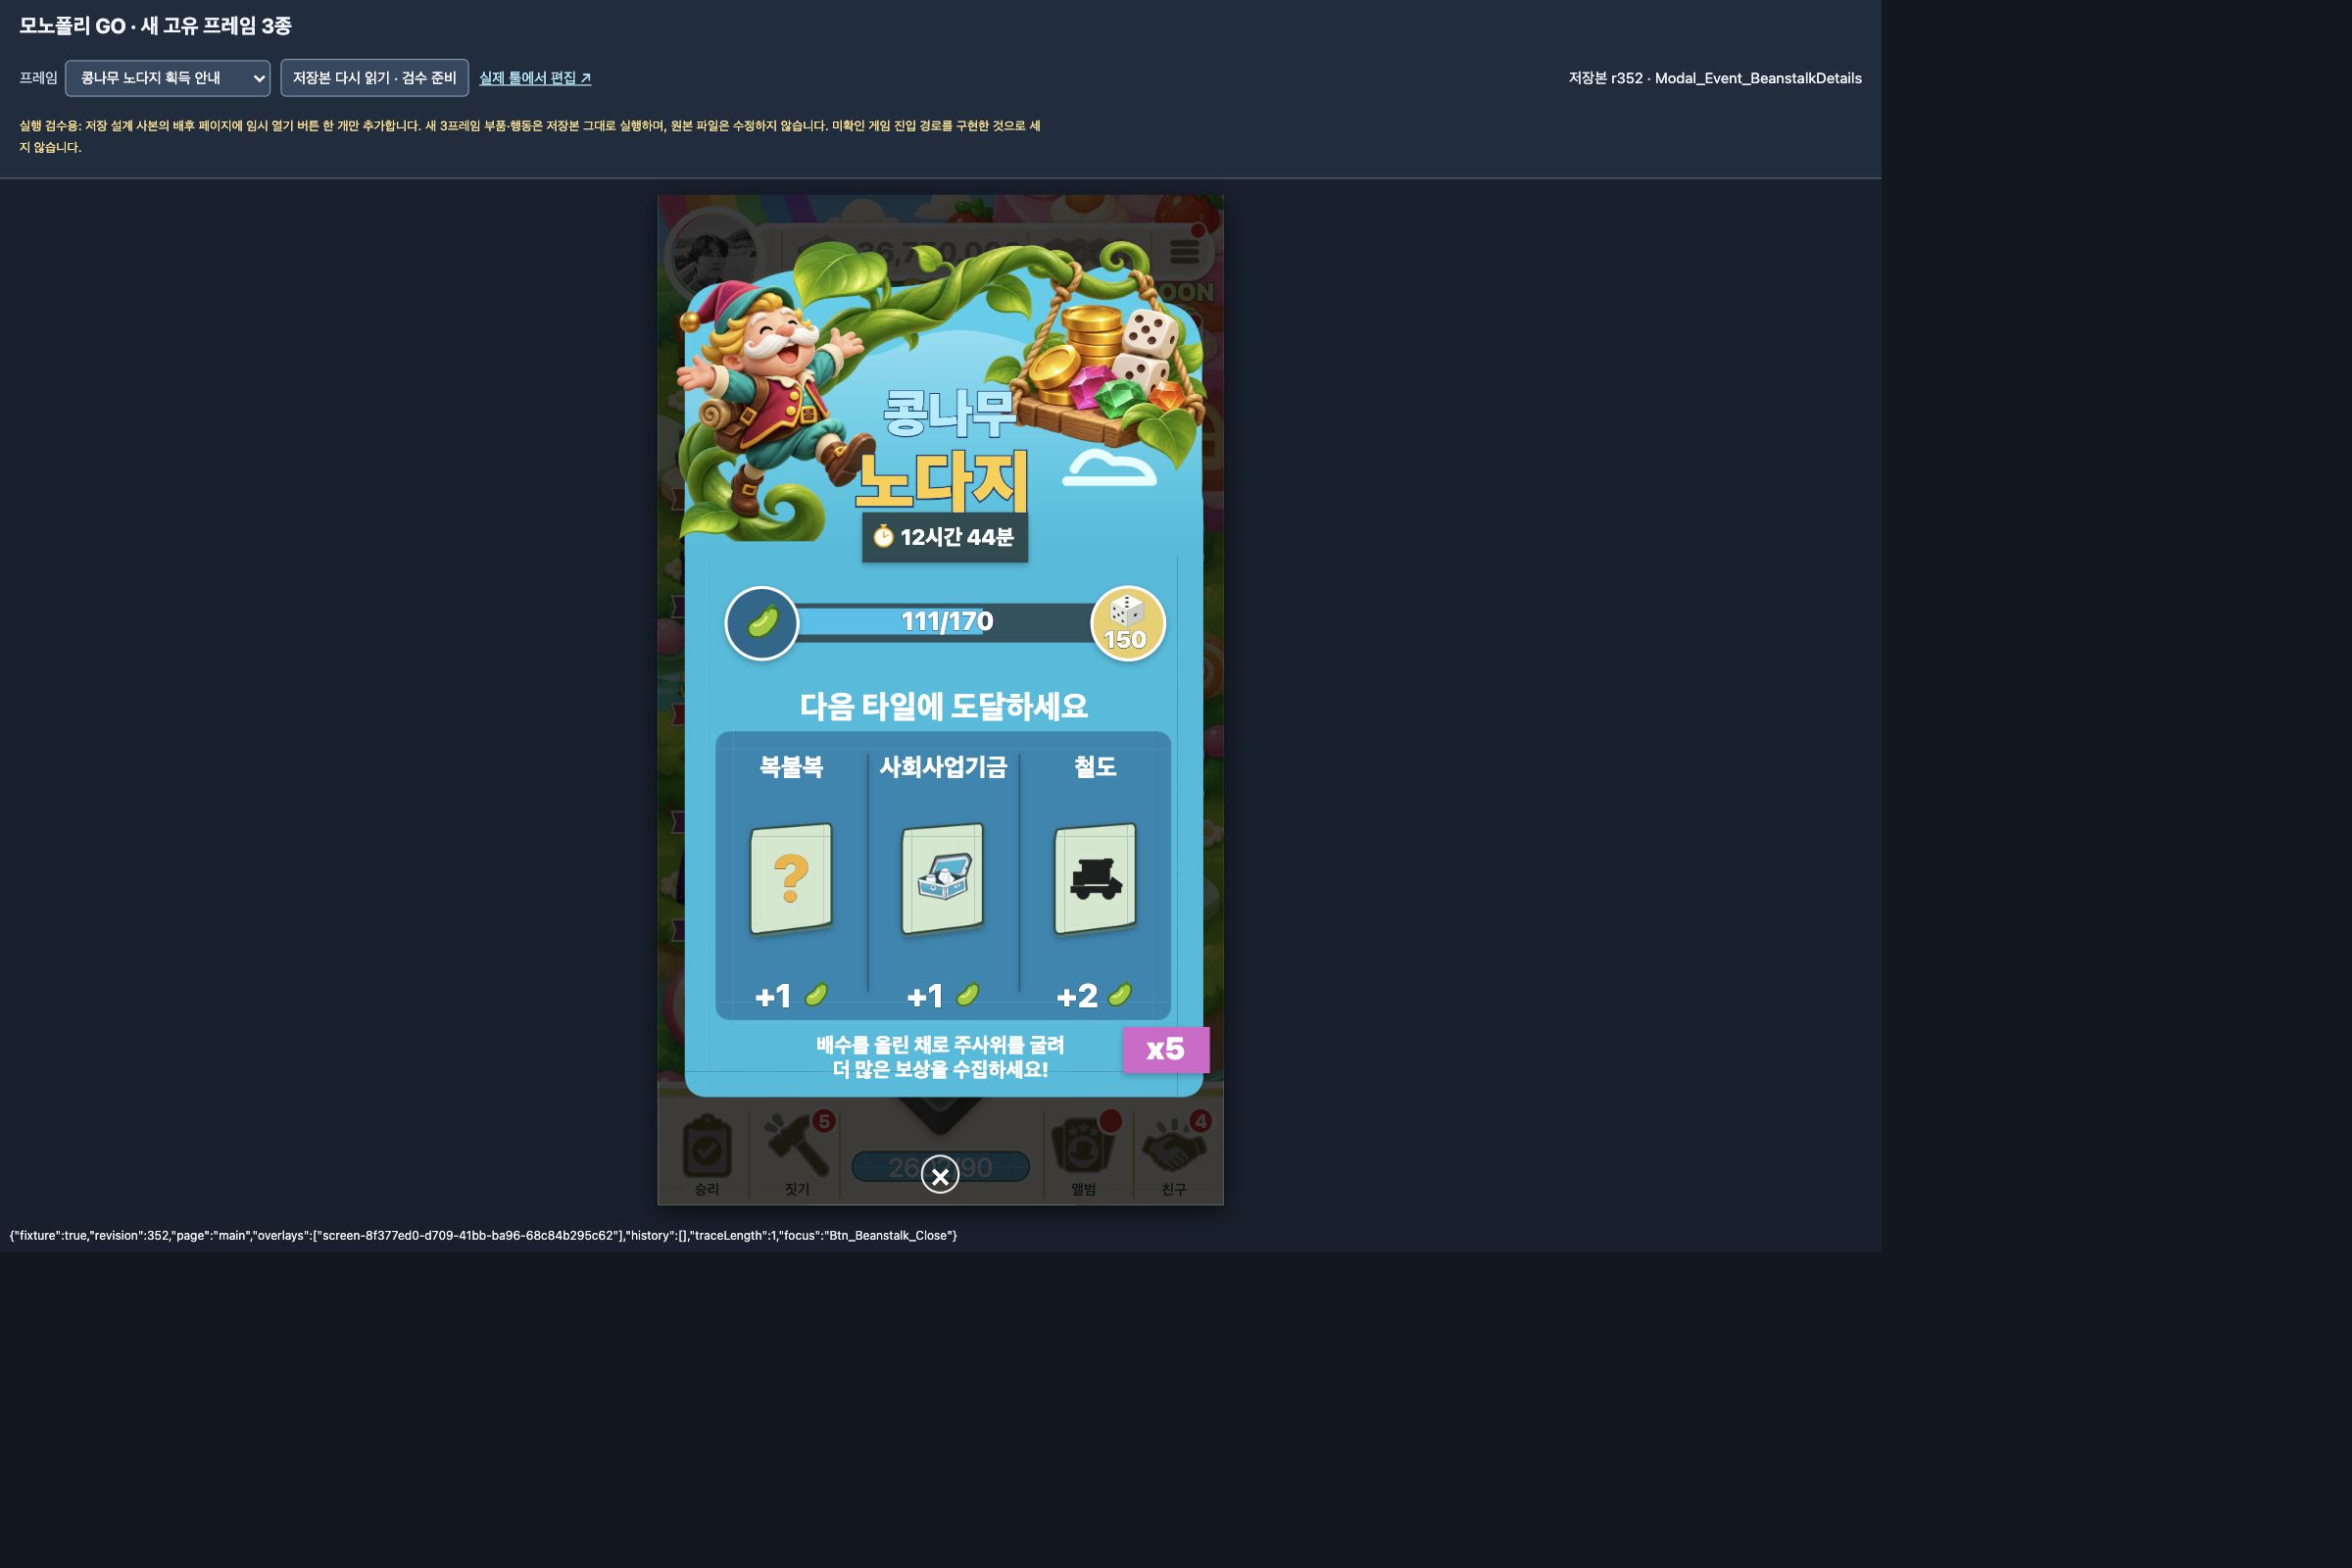 모노폴리 GO · 새 고유 프레임 3종
프레임 콩나무 노다지 획득 안내 저장본 다시 읽기 · 검수 준비 실제 툴에서 편집 ↗ 저장본 r352 · Modal_Event_BeanstalkDetails
실행 검수용: 저장 설계 사본의 배후 페이지에 임시 열기 버튼 한 개만 추가합니다. 새 3프레임 부품·행동은 저장본 그대로 실행하며, 원본 파일은 수정하지 않습니다. 미확인 게임 진입 경로를 구현한 것으로 세
지 않습니다.
OON
콩나무
노다지
12시간 44분
111/170
150
다음 타일에 도달하세요
복불복 사회사업기금 철도
?
+1 +1 +2
배수를 올린 채로 주사위를 굴려
더 많은 보상을 수집하세요!
x5
5 4
승리 짓기 앨범 친구
{"fixture":true,"revision":352,"page":"main","overlays":["screen-8f377ed0-d709-41bb-ba96-68c84b295c62"],"history":[],"traceLength":1,"focus":"Btn_Beanstalk_Close"}